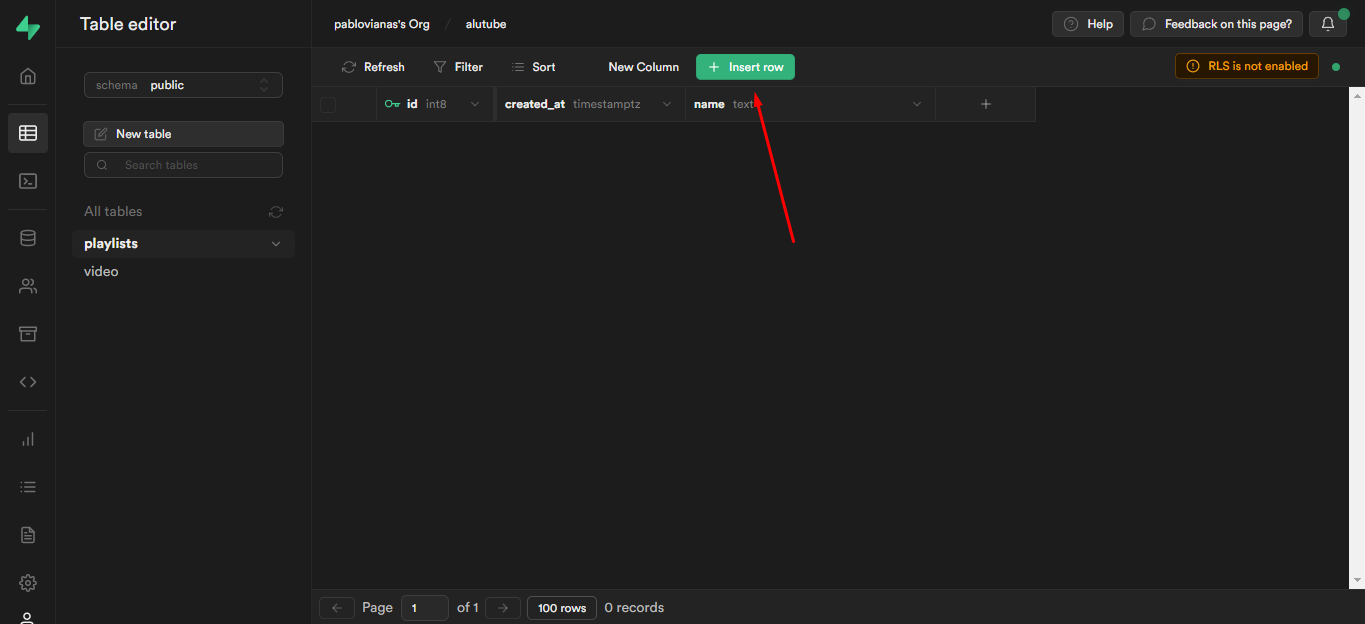 Table editor
pablovianas's Org / alutube
Help
Feedback on this page?
schema public
New table
Search tables
All tables
playlists
video
Refresh
Filter
Sort
New Column
+ Insert row
RLS is not enabled
id int8
created_at timestamptz
name text
+
Page 1 of 1
100 rows
0 records